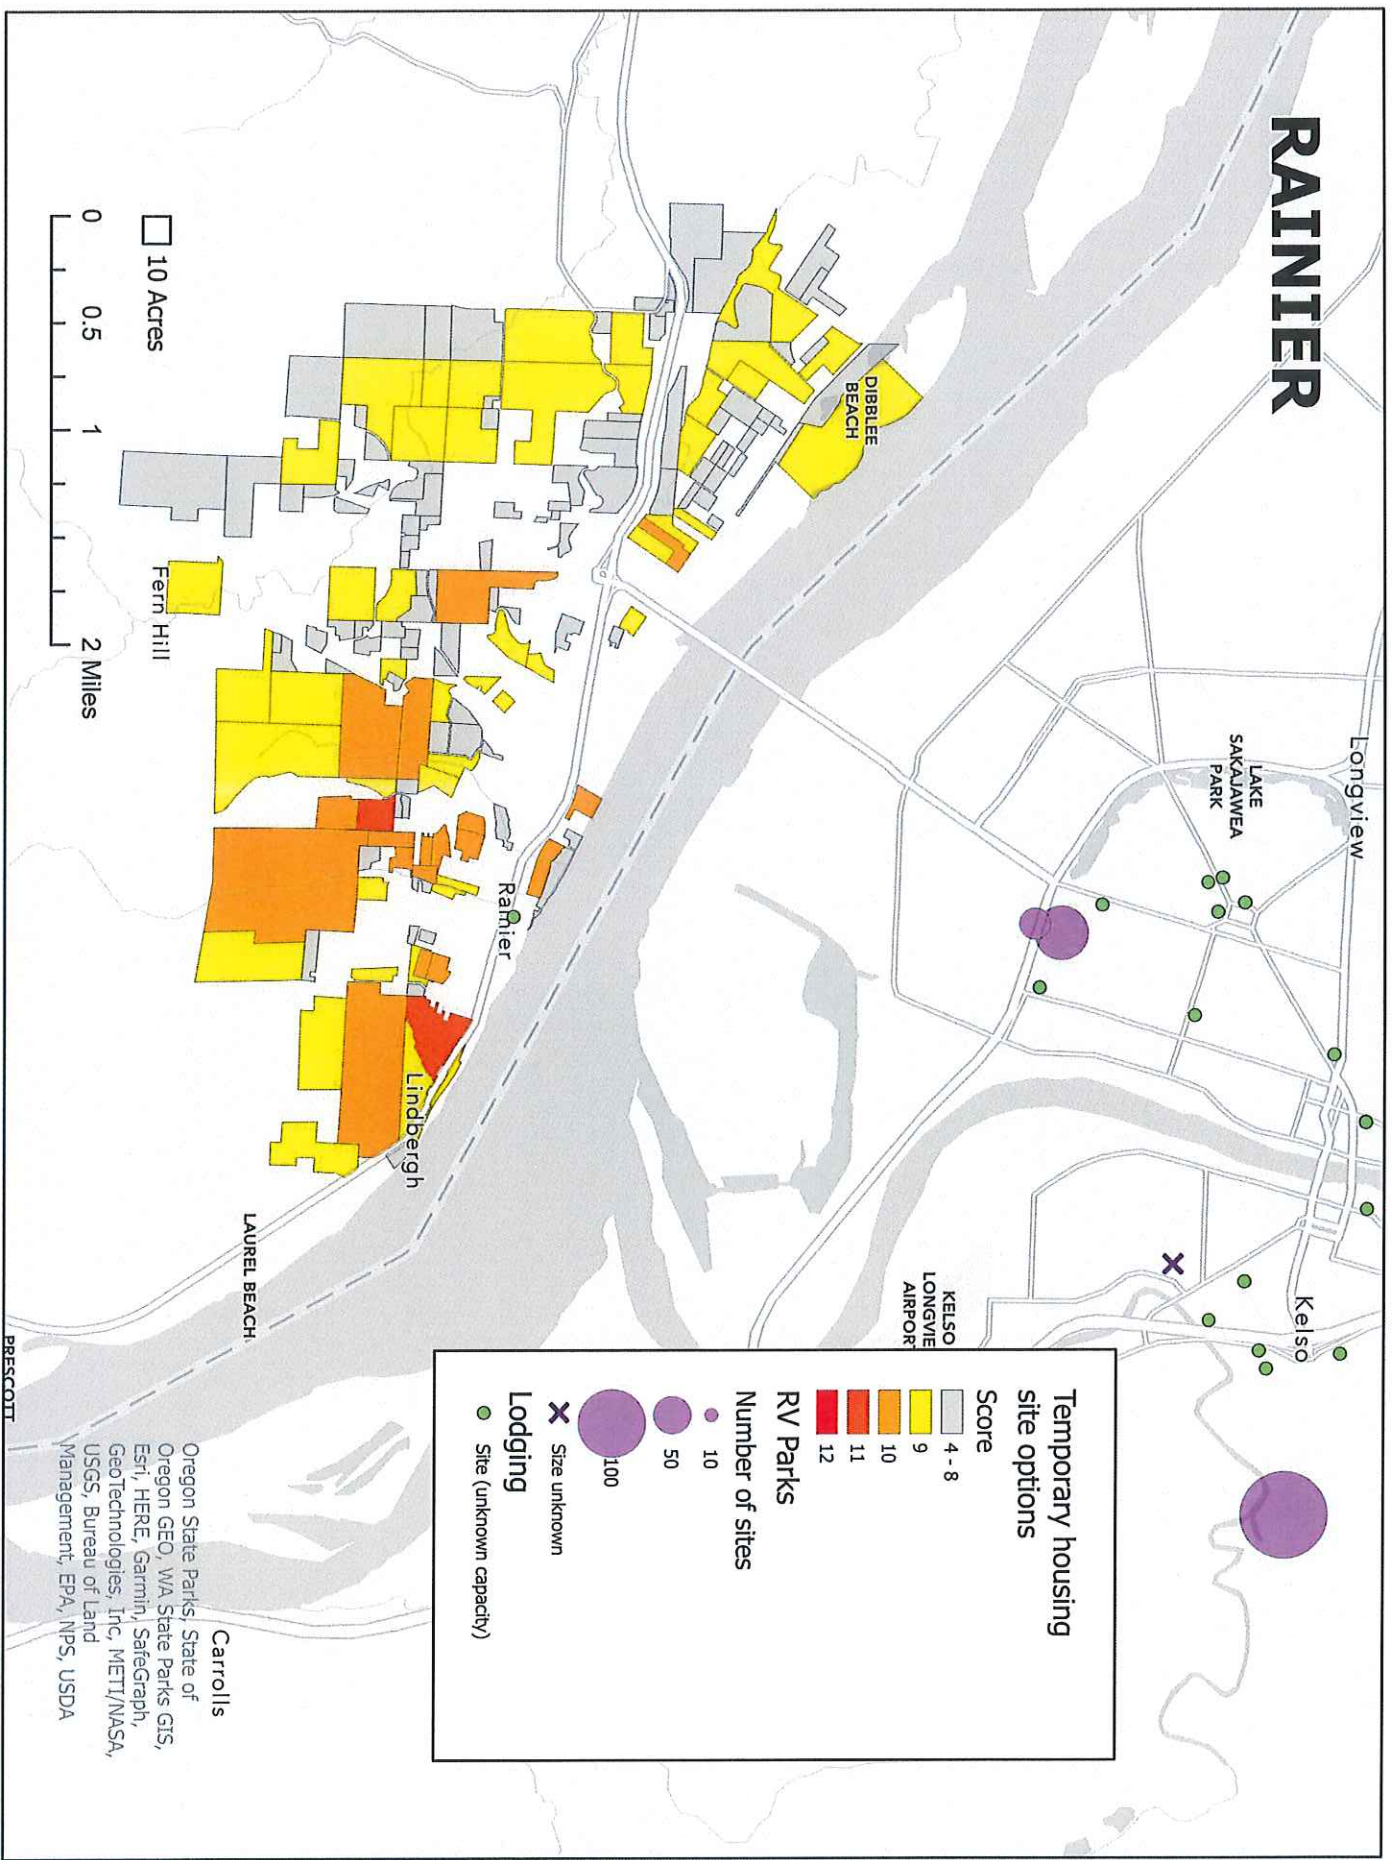 RAINIER
Longview
LAKE
SAKAJAWEA
PARK
Kelso
KELSO
LONGVIE
AIRPOR
DIBBLEE
BEACH
Rainier
Lindbergh
LAUREL BEACH
Fern Hill
PRESCOTT
Carrolls
10 Acres
0 0.5 1 2 Miles
Temporary housing
site options
Score
4 - 8
9
10
11
12
RV Parks
Number of sites
10
50
100
Size unknown
Lodging
Site (unknown capacity)
Oregon State Parks, State of
Oregon GEO, WA State Parks GIS,
Esri, HERE, Garmin, SafeGraph,
GeoTechnologies, Inc, METI/NASA,
USGS, Bureau of Land
Management, EPA, NPS, USDA